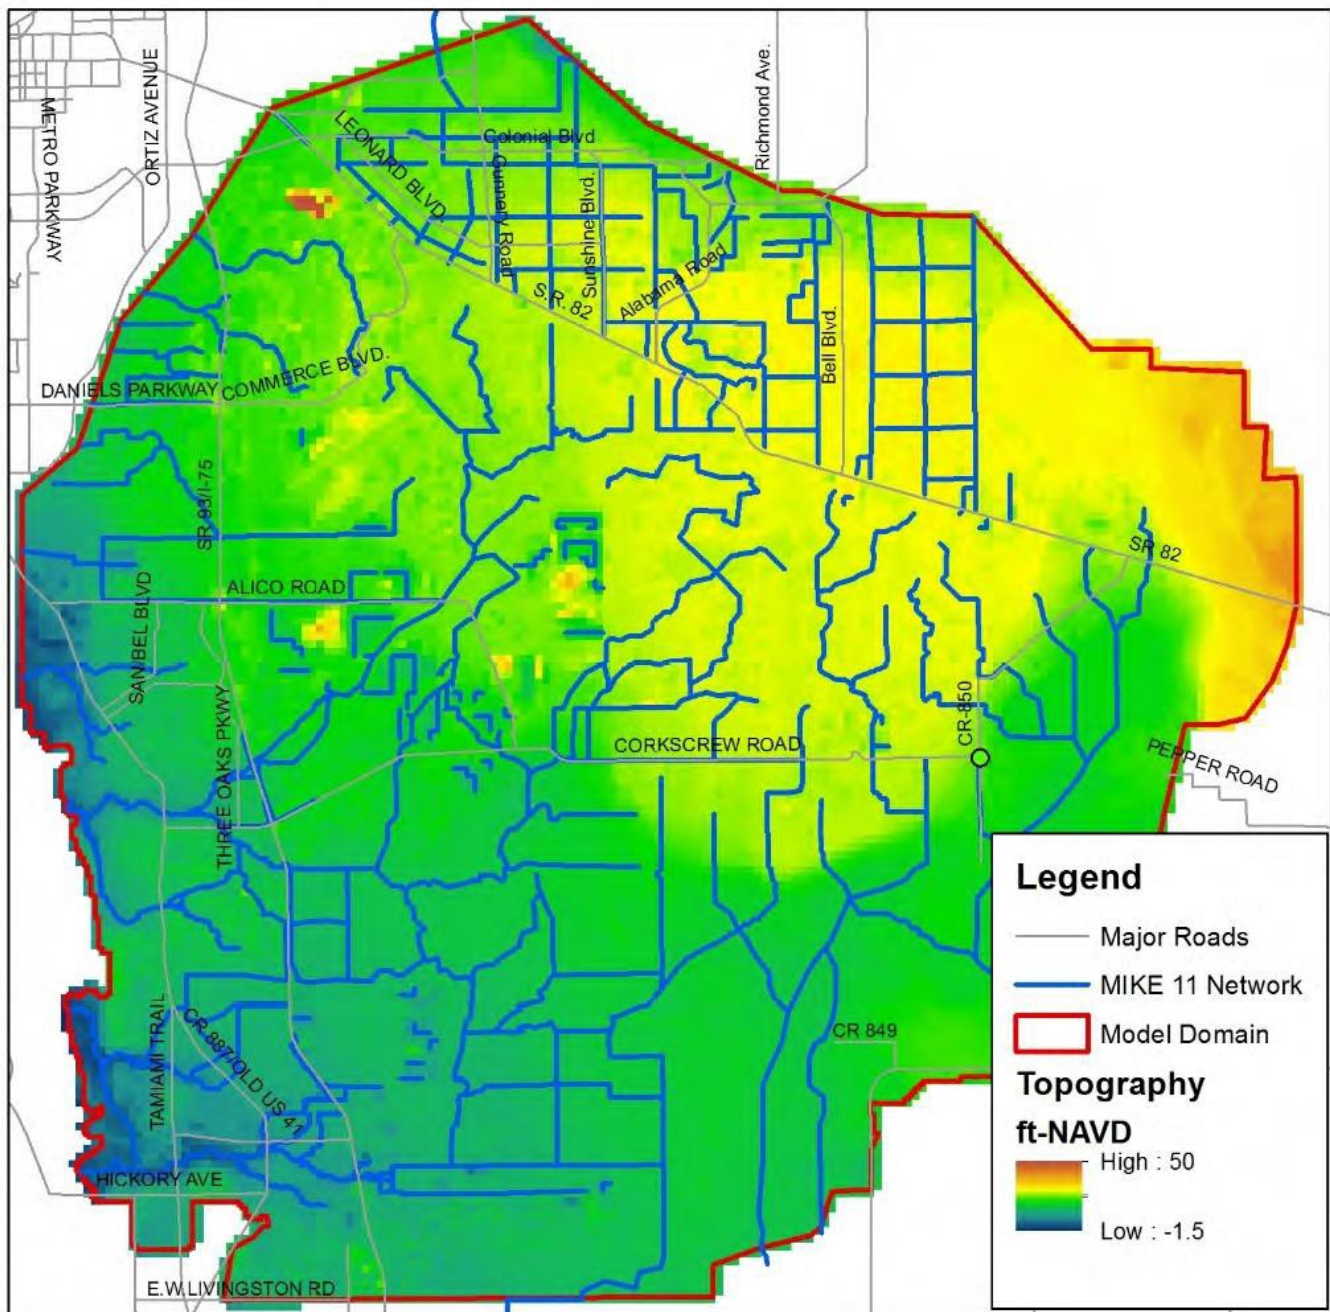 METRO PARKWAY
ORTIZ AVENUE
Richmond Ave.
LEONARD BLVD.
Colonial Blvd.
Gunnery Road
Sunshine Blvd.
Alabama Road
S.R. 82
Bell Blvd.
DANIELS PARKWAY
COMMERCE BLVD.
SR 93/I-75
SR 82
ALICO ROAD
SANIBEL BLVD
THREE OAKS PKWY
CORKSCREW ROAD
CR-850
PEPPER ROAD
TAMIAMI TRAIL
CR 887/OLD US 41
CR 849
HICKORY AVE
E.W.LIVINGSTON RD
Legend
Major Roads
MIKE 11 Network
Model Domain
Topography
ft-NAVD
High : 50
Low : -1.5